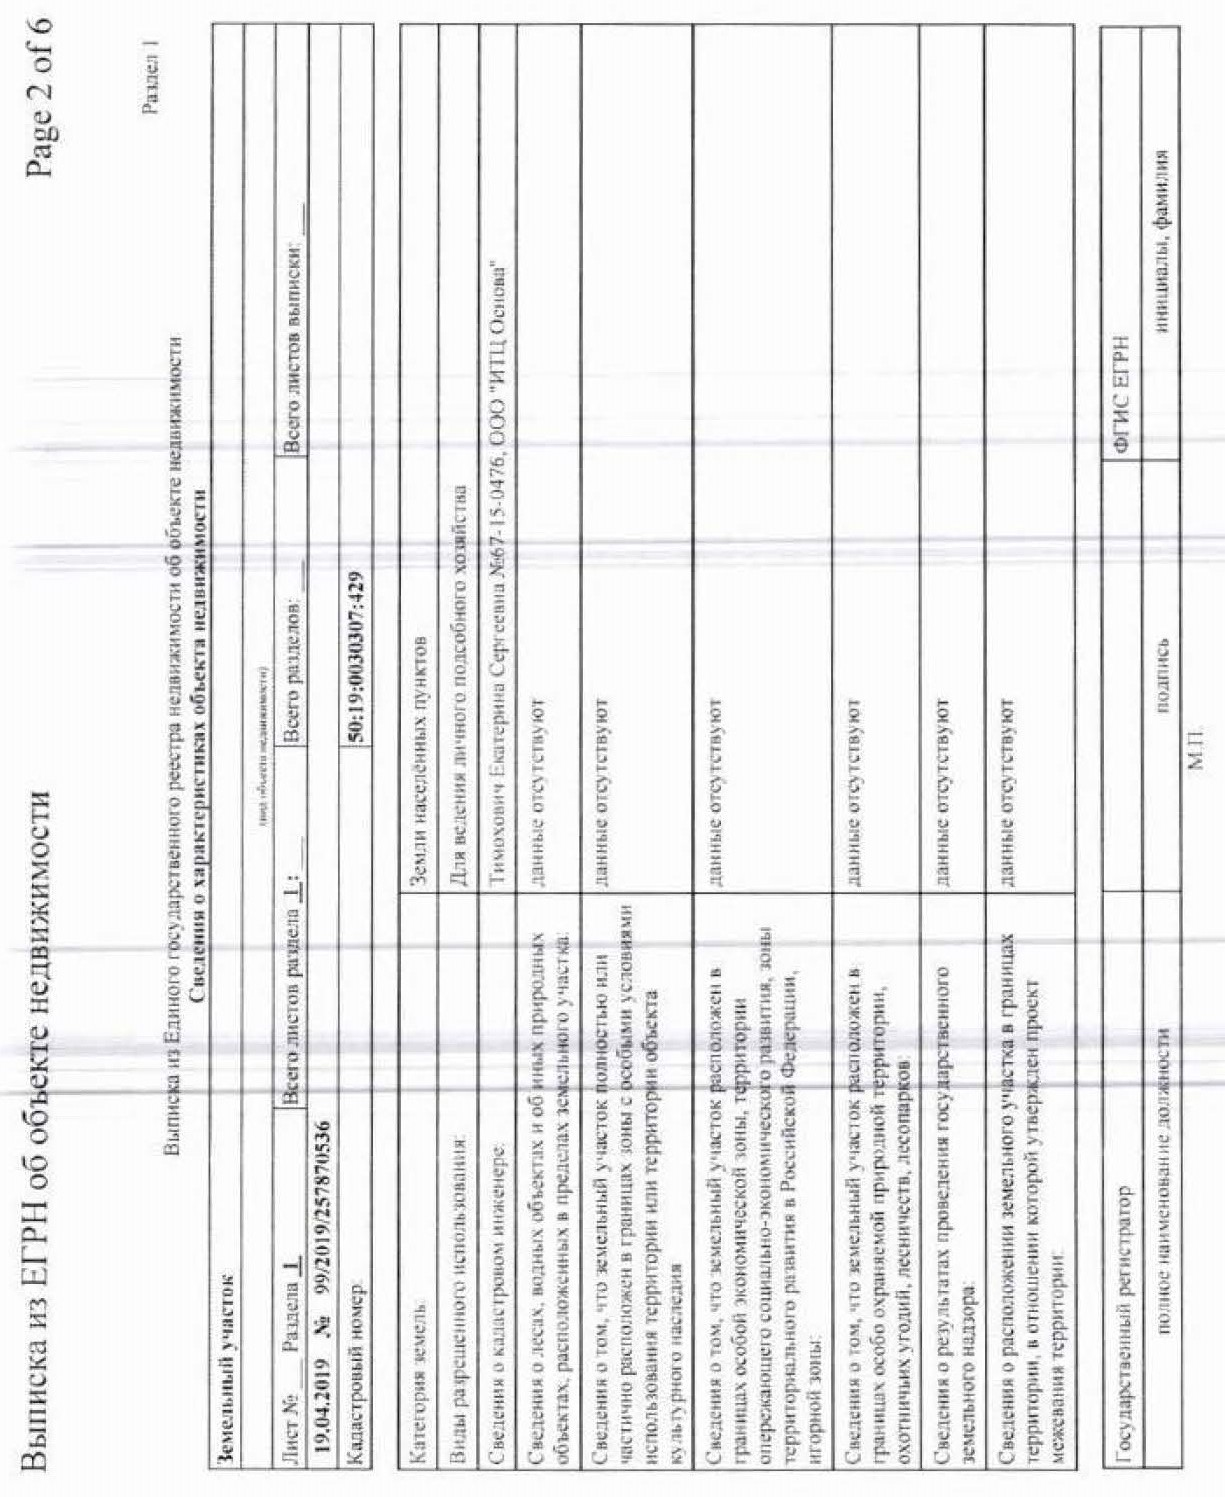 Выписка из ЕГРН об объекте недвижимости
Page 2 of 6
Раздел 1
Выписка из Единого государственного реестра недвижимости об объекте недвижимости
Сведения о характеристиках объекта недвижимости
Земельный участок
(вид объекта недвижимости)
Лист № ___ Раздела 1
Всего листов раздела 1: ___
Всего разделов: ___
Всего листов выписки: ___
19.04.2019 № 99/2019/257870536
Кадастровый номер:
50:19:0030307:429
Категория земель:
Земли населённых пунктов
Виды разрешенного использования:
Для ведения личного подсобного хозяйства
Сведения о кадастровом инженере:
Тимохович Екатерина Сергеевна №67-15-0476, ООО "ИТЦ Основа"
Сведения о лесах, водных объектах и об иных природных
объектах, расположенных в пределах земельного участка:
данные отсутствуют
Сведения о том, что земельный участок полностью или
частично расположен в границах зоны с особыми условиями
использования территории или территории объекта
культурного наследия
данные отсутствуют
Сведения о том, что земельный участок расположен в
границах особой экономической зоны, территории
опережающего социально-экономического развития, зоны
территориального развития в Российской Федерации,
игорной зоны:
данные отсутствуют
Сведения о том, что земельный участок расположен в
границах особо охраняемой природной территории,
охотничьих угодий, лесничеств, лесопарков:
данные отсутствуют
Сведения о результатах проведения государственного
земельного надзора:
данные отсутствуют
Сведения о расположении земельного участка в границах
территории, в отношении которой утвержден проект
межевания территории:
данные отсутствуют
Государственный регистратор
ФГИС ЕГРН
полное наименование должности
подпись
инициалы, фамилия
М.П.